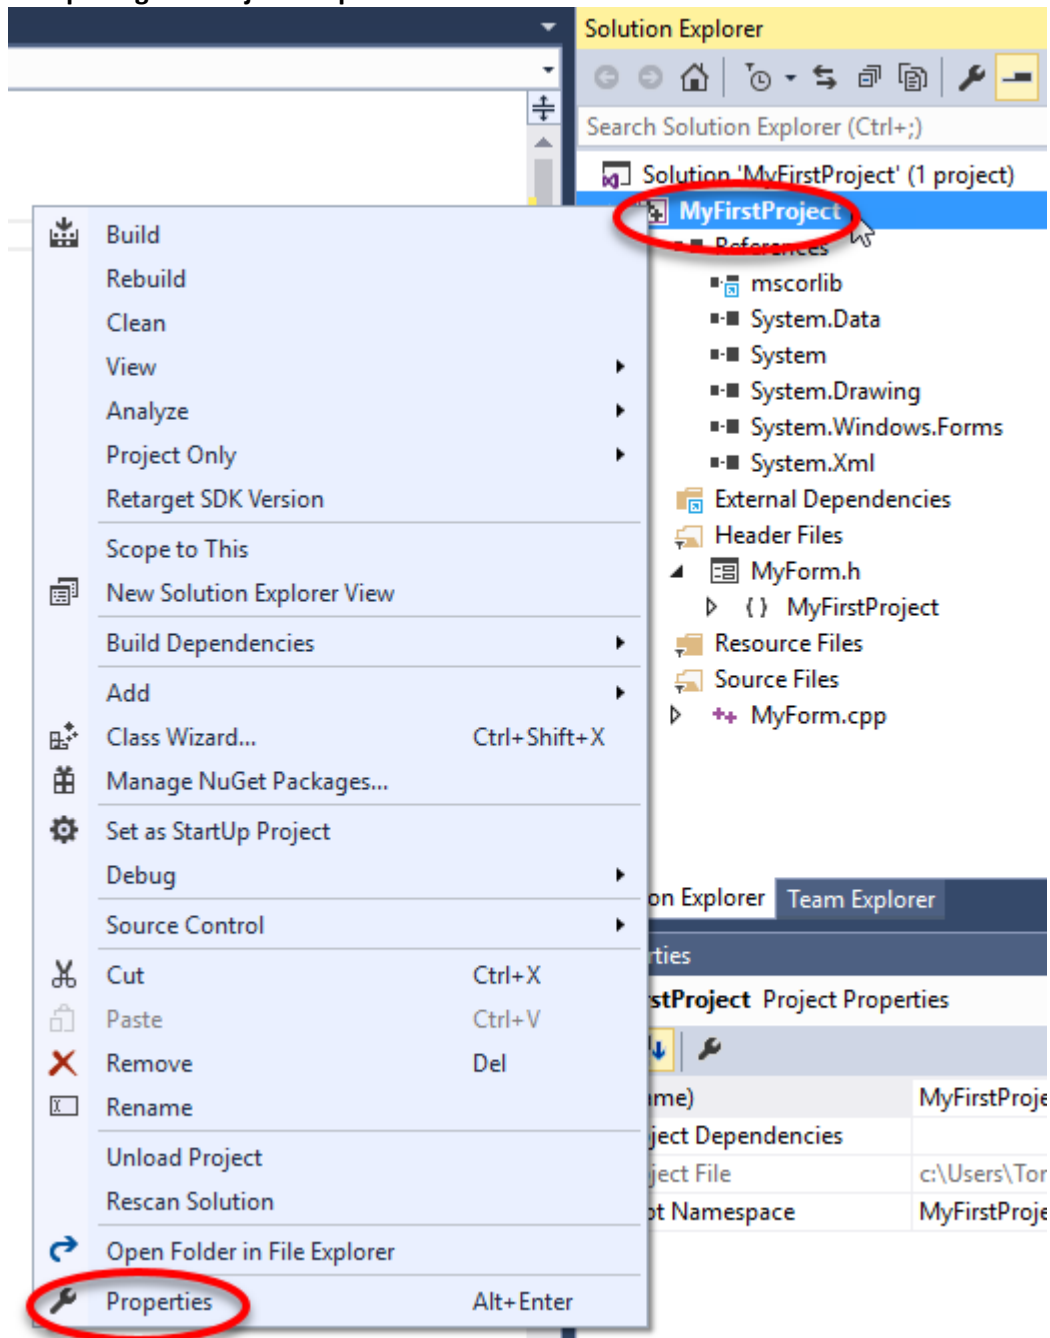 Solution Explorer
Search Solution Explorer (Ctrl+;)
Solution 'MyFirstProject' (1 project)
MyFirstProject
References
mscorlib
System.Data
System
System.Drawing
System.Windows.Forms
System.Xml
External Dependencies
Header Files
MyForm.h
{ } MyFirstProject
Resource Files
Source Files
++ MyForm.cpp
Build
Rebuild
Clean
View
Analyze
Project Only
Retarget SDK Version
Scope to This
New Solution Explorer View
Build Dependencies
Add
Class Wizard... Ctrl+Shift+X
Manage NuGet Packages...
Set as StartUp Project
Debug
Source Control
Cut Ctrl+X
Paste Ctrl+V
Remove Del
Rename
Unload Project
Rescan Solution
Open Folder in File Explorer
Properties Alt+Enter
on Explorer Team Explorer
rties
stProject Project Properties
me) MyFirstProje
ject Dependencies
ject File c:\Users\Tor
ot Namespace MyFirstProje